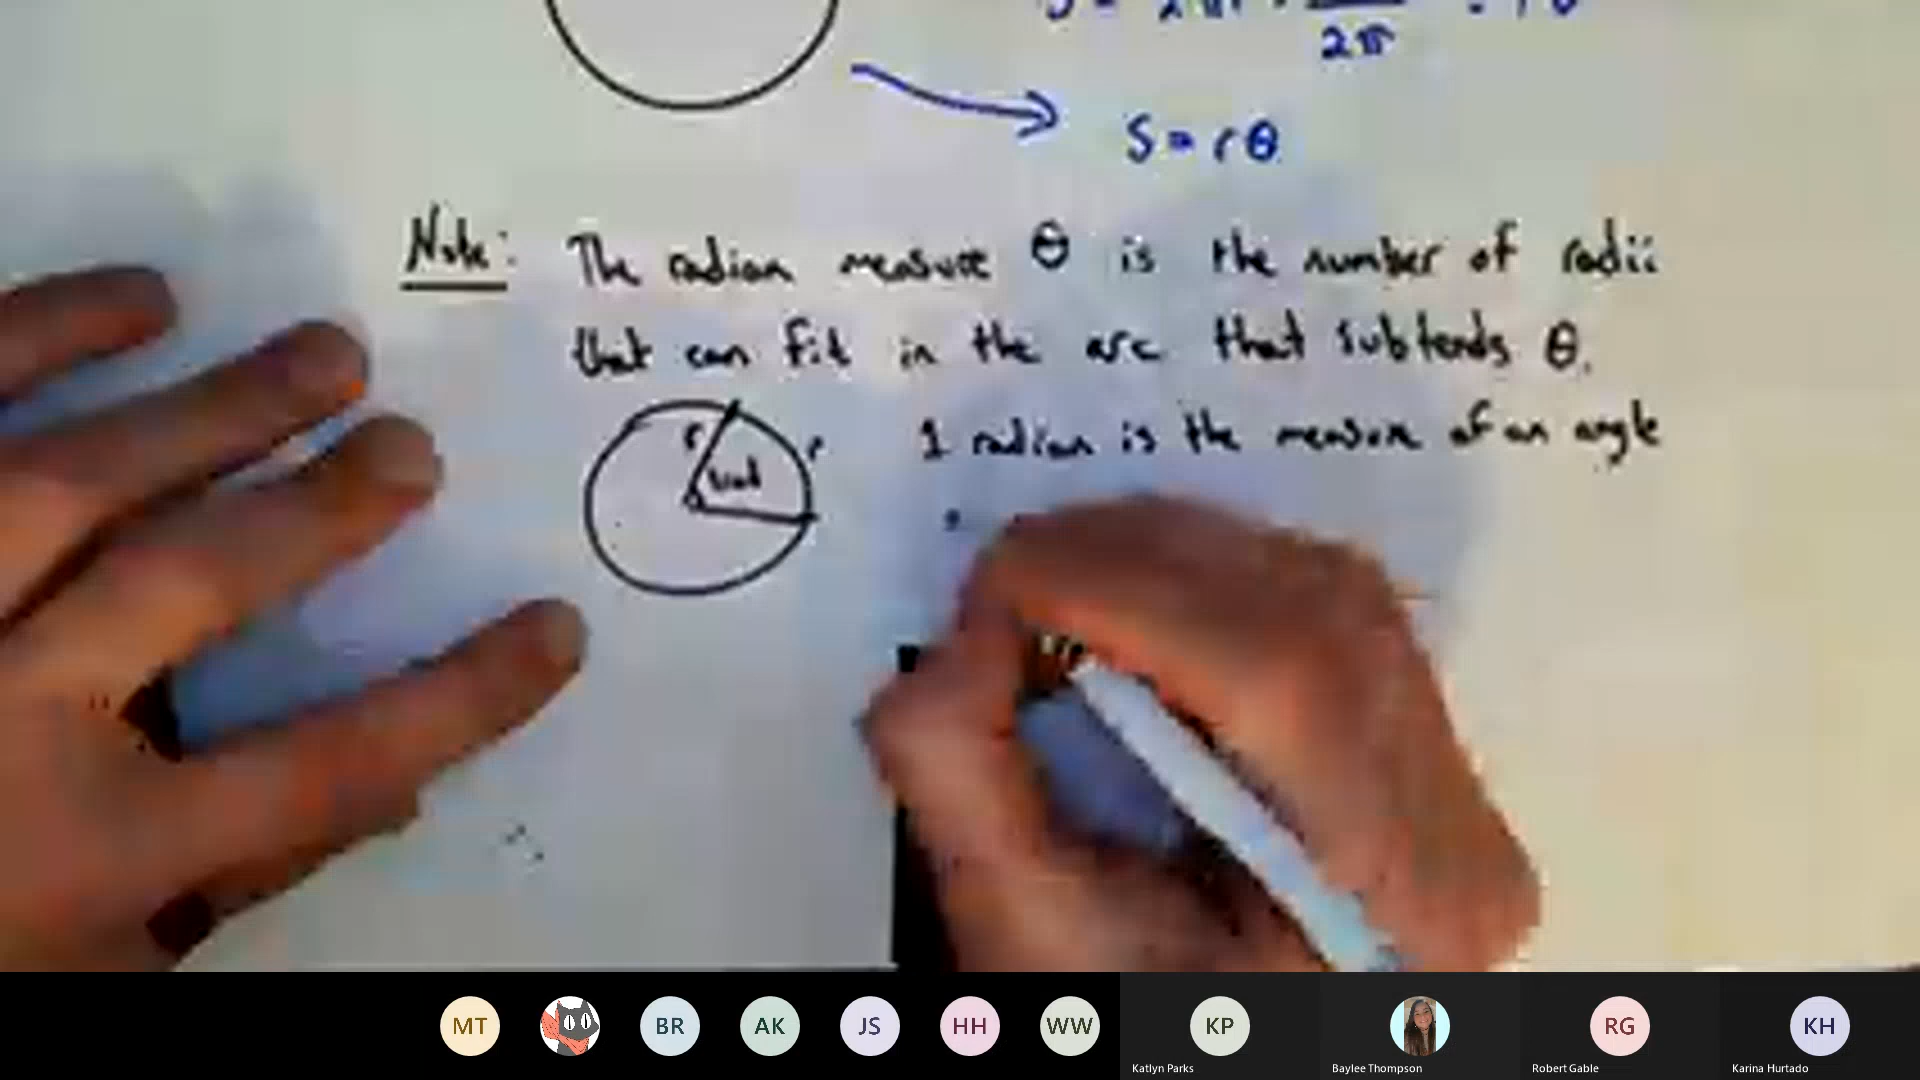 2π
S = rθ
Note: The radian measure θ is the number of radii
that can fit in the arc that subtends θ.
r r
1 rad
1 radian is the measure of an angle
MT BR AK JS HH WW KP RG KH
Katlyn Parks Baylee Thompson Robert Gable Karina Hurtado